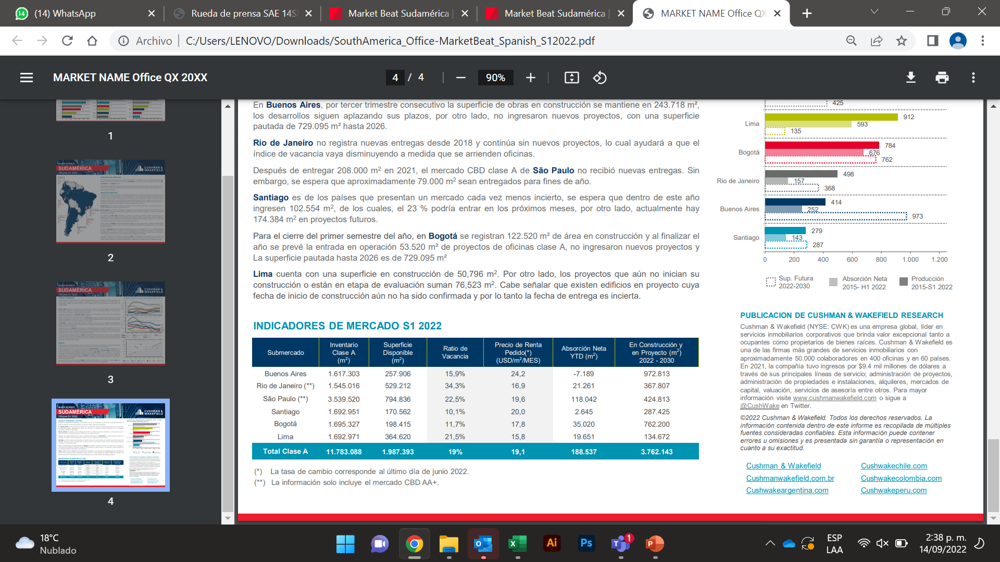 (14) WhatsApp
Rueda de prensa SAE 14S
Market Beat Sudamérica |
Market Beat Sudamérica |
MARKET NAME Office QX
Archivo
C:/Users/LENOVO/Downloads/SouthAmerica_Office-MarketBeat_Spanish_S12022.pdf
MARKET NAME Office QX 20XX
4 / 4
90%
1
SUDAMÉRICA
CUSHMAN & WAKEFIELD
2
SUDAMÉRICA
CUSHMAN & WAKEFIELD
3
SUDAMÉRICA
CUSHMAN & WAKEFIELD
4
En Buenos Aires, por tercer trimestre consecutivo la superficie de obras en construcción se mantiene en 243.718 m²,
los desarrollos siguen aplazando sus plazos, por otro lado, no ingresaron nuevos proyectos, con una superficie
pautada de 729.095 m² hasta 2026.
Río de Janeiro no registra nuevas entregas desde 2018 y continúa sin nuevos proyectos, lo cual ayudará a que el
índice de vacancia vaya disminuyendo a medida que se arrienden oficinas.
Después de entregar 208.000 m² en 2021, el mercado CBD clase A de São Paulo no recibió nuevas entregas. Sin
embargo, se espera que aproximadamente 79.000 m² sean entregados para fines de año.
Santiago es de los países que presentan un mercado cada vez menos incierto, se espera que dentro de este año
ingresen 102.554 m², de los cuales, el 23 % podría entrar en los próximos meses, por otro lado, actualmente hay
174.384 m² en proyectos futuros.
Para el cierre del primer semestre del año, en Bogotá se registran 122.520 m² de área en construcción y al finalizar el
año se prevé la entrada en operación 53.520 m² de proyectos de oficinas clase A, no ingresaron nuevos proyectos y
La superficie pautada hasta 2026 es de 729.095 m²
Lima cuenta con una superficie en construcción de 50,796 m². Por otro lado, los proyectos que aún no inician su
construcción o están en etapa de evaluación suman 76,523 m². Cabe señalar que existen edificios en proyecto cuya
fecha de inicio de construcción aún no ha sido confirmada y por lo tanto la fecha de entrega es incierta.
INDICADORES DE MERCADO S1 2022
Submercado | Inventario Clase A (m²) | Superficie Disponible (m²) | Ratio de Vacancia | Precio de Renta Pedido(*) (USD/m²/MES) | Absorción Neta YTD (m²) | En Construcción y en Proyecto (m²) 2022 - 2030
Buenos Aires 1.617.303 257.906 15,9% 24,2 -7.189 972.813
Rio de Janeiro (**) 1.545.016 529.212 34,3% 16,9 21.261 367.807
São Paulo (**) 3.539.520 794.836 22,5% 19,6 118.042 424.813
Santiago 1.692.951 170.562 10,1% 20,0 2.645 287.425
Bogotá 1.695.327 198.415 11,7% 17,8 35.020 762.200
Lima 1.692.971 364.620 21,5% 15,8 19.651 134.672
Total Clase A 11.783.088 1.987.393 19% 19,1 188.537 3.762.143
(*) La tasa de cambio corresponde al último día de junio 2022.
(**) La información solo incluye el mercado CBD AA+.
425
Lima 912 593 135
Bogotá 784 676 762
Rio de Janeiro 498 157 368
Buenos Aires 414 252 973
Santiago 279 143 287
0 200 400 600 800 1.000 1.200
Sup. Futura 2022-2030
Absorción Neta 2015- H1 2022
Producción 2015-S1 2022
PUBLICACION DE CUSHMAN & WAKEFIELD RESEARCH
Cushman & Wakefield (NYSE: CWK) es una empresa global, líder en
servicios inmobiliarios corporativos que brinda valor excepcional tanto a
ocupantes como propietarios de bienes raíces. Cushman & Wakefield es
una de las firmas más grandes de servicios inmobiliarios con
aproximadamente 50.000 colaboradores en 400 oficinas y en 60 países.
En 2021, la compañía tuvo ingresos por $9.4 mil millones de dólares a
través de sus principales líneas de servicio; administración de proyectos,
administración de propiedades e instalaciones, alquileres, mercados de
capital, valuación, servicios de asesoría entre otros. Para mayor
información visite www.cushmanwakefield.com o sigue a
@CushWake en Twitter.
©2022 Cushman & Wakefield. Todos los derechos reservados. La
información contenida dentro de este informe es recopilada de múltiples
fuentes consideradas confiables. Esta información puede contener
errores u omisiones y es presentada sin garantía o representación en
cuanto a su exactitud.
Cushman & Wakefield Cushwakechile.com
Cushmanwakefield.com.br Cushwakecolombia.com
Cushwakeargentina.com Cushwakeperu.com
18°C
Nublado
ESP
LAA
2:38 p. m.
14/09/2022